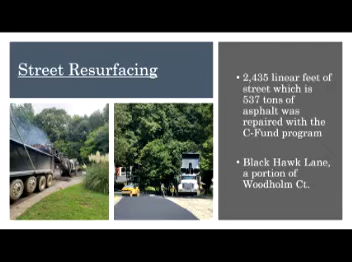 Street Resurfacing
• 2,435 linear feet of
street which is
537 tons of
asphalt was
repaired with the
C-Fund program
• Black Hawk Lane,
a portion of
Woodholm Ct.